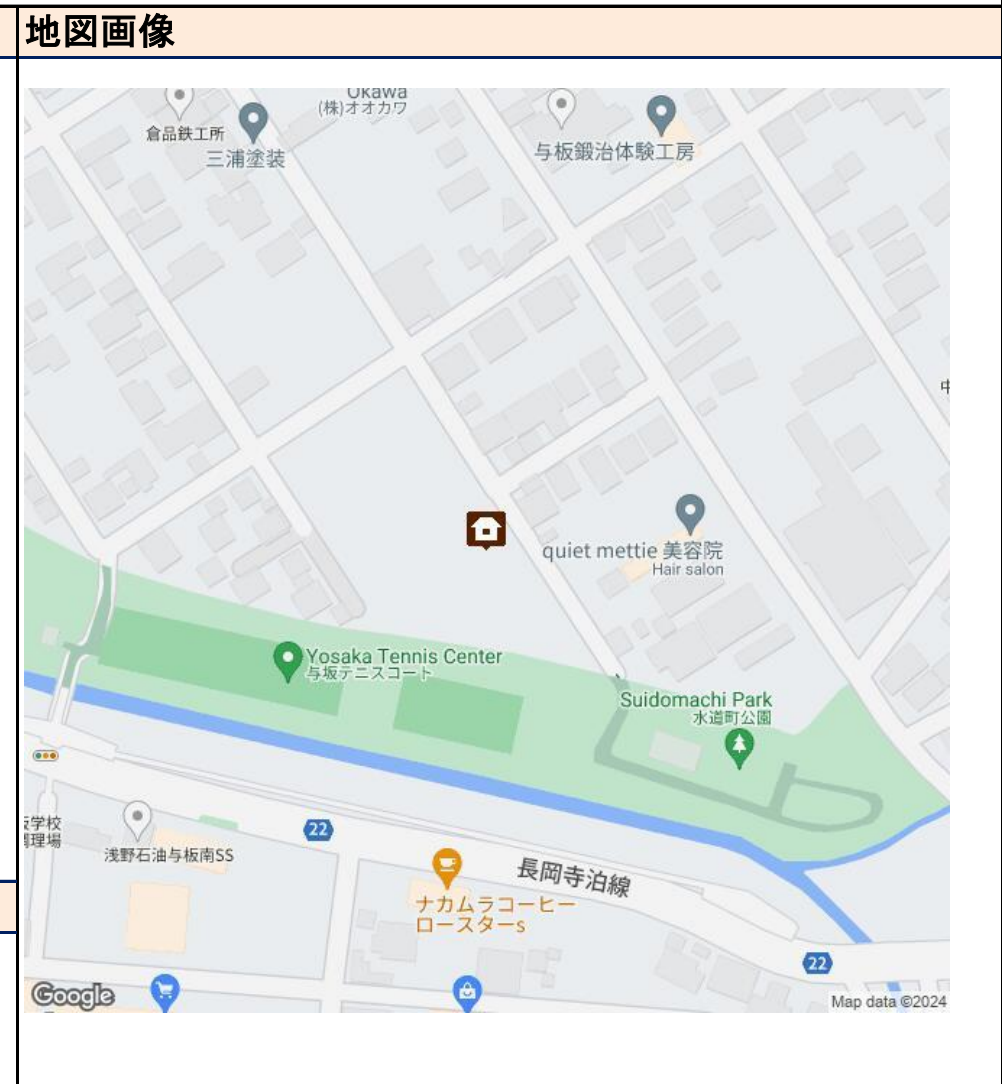 地図画像
Okawa
(株)オオカワ
倉品鉄工所
三浦塗装
与板鍛冶体験工房
quiet mettie 美容院
Hair salon
Yosaka Tennis Center
与坂テニスコート
Suidomachi Park
水道町公園
学校
理場
浅野石油与板南SS
22
長岡寺泊線
ナカムラコーヒー
ロースターs
22
Google
Map data ©2024